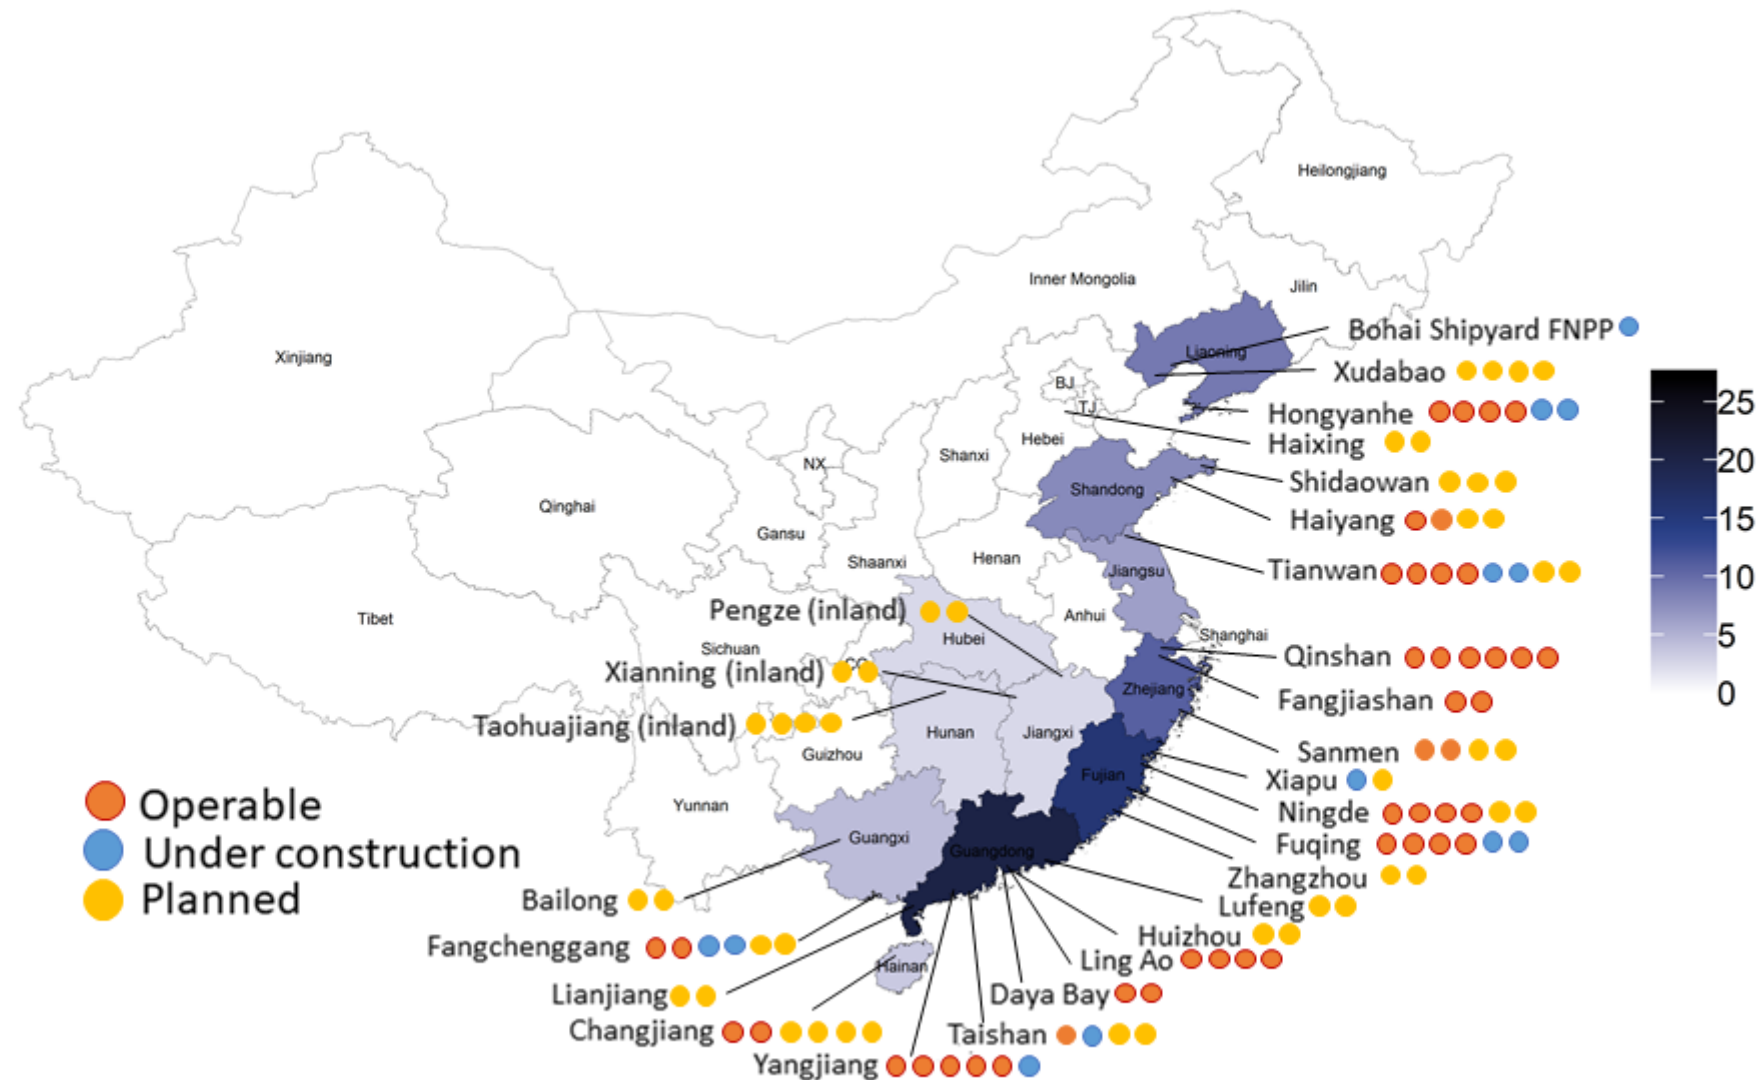 Heilongjiang
Inner Mongolia
Jilin
Bohai Shipyard FNPP
Liaoning
Xinjiang
Xudabao
BJ
TJ
25
Hongyanhe
Hebei
Haixing
Shanxi
NX
20
Shidaowan
Shandong
Qinghai
Haiyang
15
Gansu
Henan
Shaanxi
Tianwan
Jiangsu
10
Pengze (inland)
Anhui
Tibet
Hubei
Shanghai
5
Sichuan
Qinshan
Xianning (inland)
CQ
Zhejiang
0
Fangjiashan
Taohuajiang (inland)
Hunan
Jiangxi
Guizhou
Sanmen
Fujian
Xiapu
Operable
Yunnan
Ningde
Guangxi
Fuqing
Under construction
Guangdong
Zhangzhou
Planned
Bailong
Lufeng
Huizhou
Fangchenggang
Ling Ao
Hainan
Lianjiang
Daya Bay
Changjiang
Taishan
Yangjiang